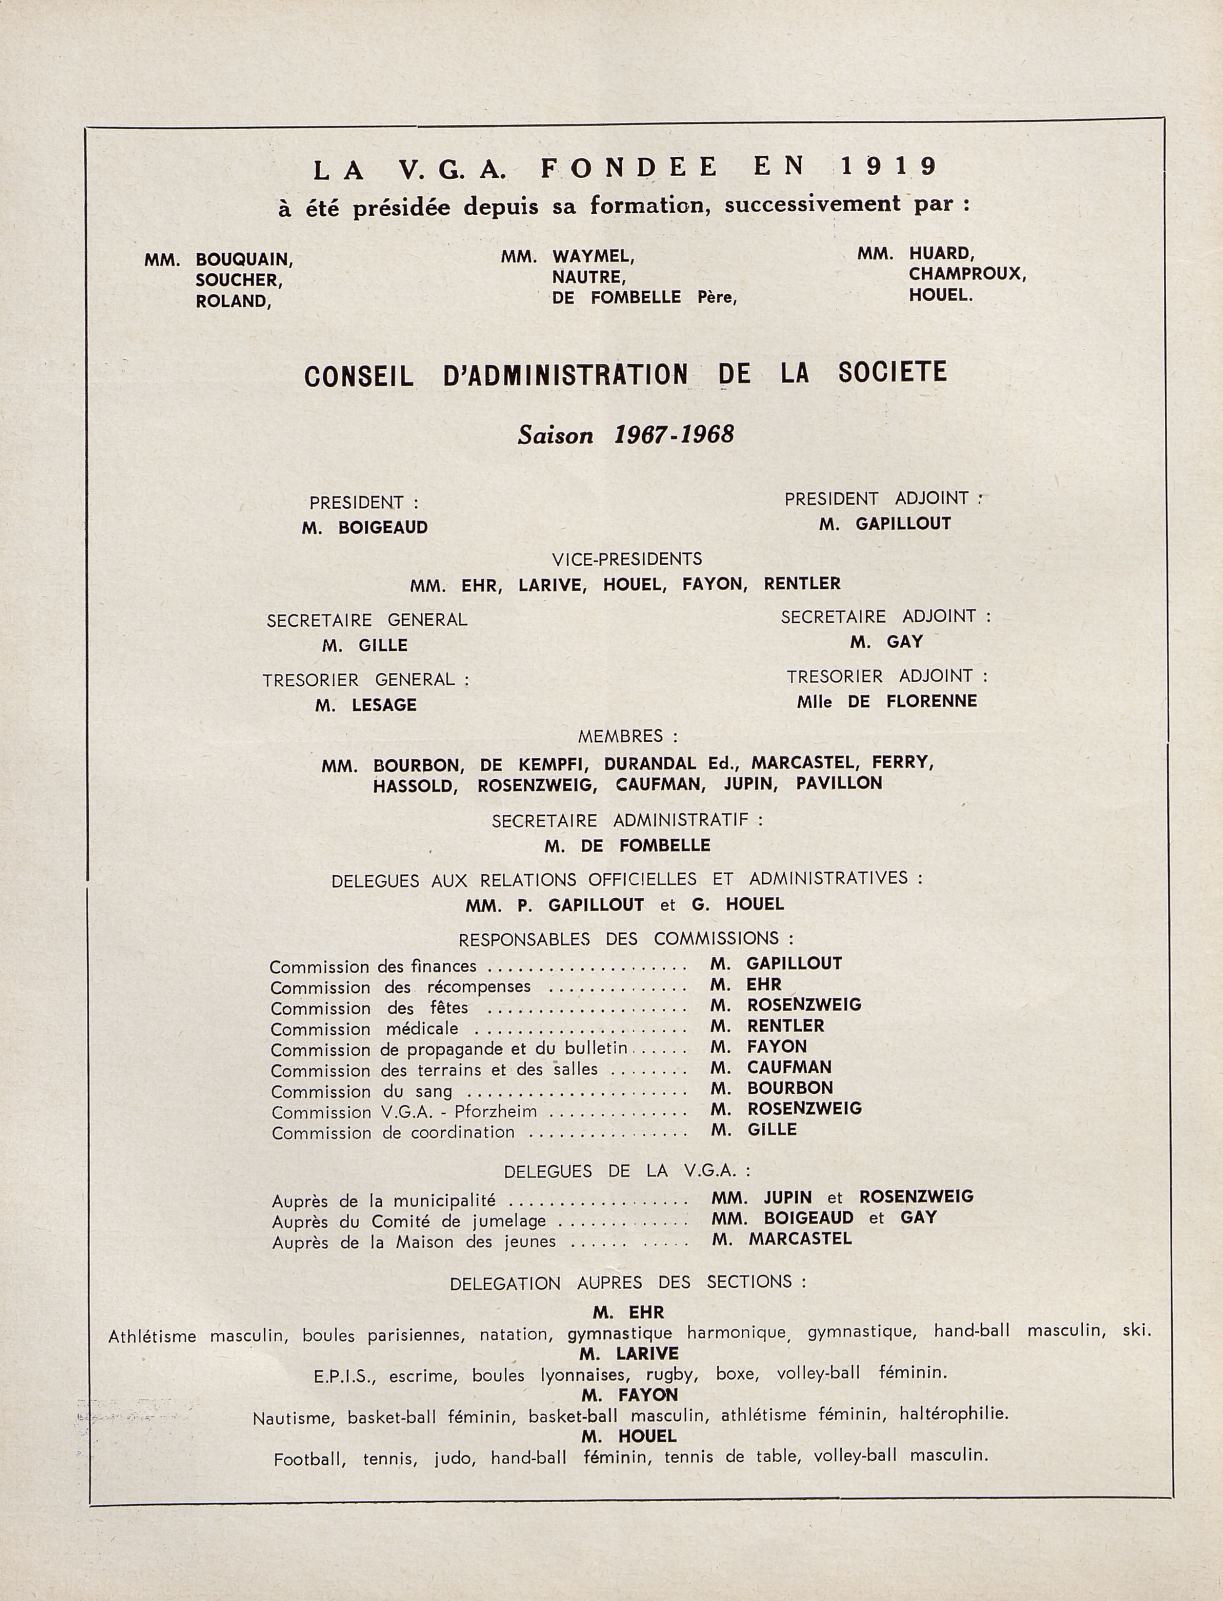 LA V.G.A. FONDEE EN 1919
à été présidée depuis sa formation, successivement par :
MM. BOUQUAIN,
SOUCHER,
ROLAND,
MM. WAYMEL,
NAUTRE,
DE FOMBELLE Père,
MM. HUARD,
CHAMPROUX,
HOUEL.
CONSEIL D'ADMINISTRATION DE LA SOCIETE
Saison 1967-1968
PRESIDENT :
M. BOIGEAUD
PRESIDENT ADJOINT :
M. GAPILLOUT
VICE-PRESIDENTS
MM. EHR, LARIVE, HOUEL, FAYON, RENTLER
SECRETAIRE GENERAL
M. GILLE
SECRETAIRE ADJOINT :
M. GAY
TRESORIER GENERAL :
M. LESAGE
TRESORIER ADJOINT :
Mlle DE FLORENNE
MEMBRES :
MM. BOURBON, DE KEMPFI, DURANDAL Ed., MARCASTEL, FERRY,
HASSOLD, ROSENZWEIG, CAUFMAN, JUPIN, PAVILLON
SECRETAIRE ADMINISTRATIF :
M. DE FOMBELLE
DELEGUES AUX RELATIONS OFFICIELLES ET ADMINISTRATIVES :
MM. P. GAPILLOUT et G. HOUEL
RESPONSABLES DES COMMISSIONS :
Commission des finances .................... M. GAPILLOUT
Commission des récompenses .............. M. EHR
Commission des fêtes .................... M. ROSENZWEIG
Commission médicale ..................... M. RENTLER
Commission de propagande et du bulletin ...... M. FAYON
Commission des terrains et des salles ........ M. CAUFMAN
Commission du sang ...................... M. BOURBON
Commission V.G.A. - Pforzheim .............. M. ROSENZWEIG
Commission de coordination ................ M. GILLE
DELEGUES DE LA V.G.A. :
Auprès de la municipalité .................. MM. JUPIN et ROSENZWEIG
Auprès du Comité de jumelage ............. MM. BOIGEAUD et GAY
Auprès de la Maison des jeunes ...... ..... M. MARCASTEL
DELEGATION AUPRES DES SECTIONS :
M. EHR
Athlétisme masculin, boules parisiennes, natation, gymnastique harmonique, gymnastique, hand-ball masculin, ski.
M. LARIVE
E.P.I.S., escrime, boules lyonnaises, rugby, boxe, volley-ball féminin.
M. FAYON
Nautisme, basket-ball féminin, basket-ball masculin, athlétisme féminin, haltérophilie.
M. HOUEL
Football, tennis, judo, hand-ball féminin, tennis de table, volley-ball masculin.